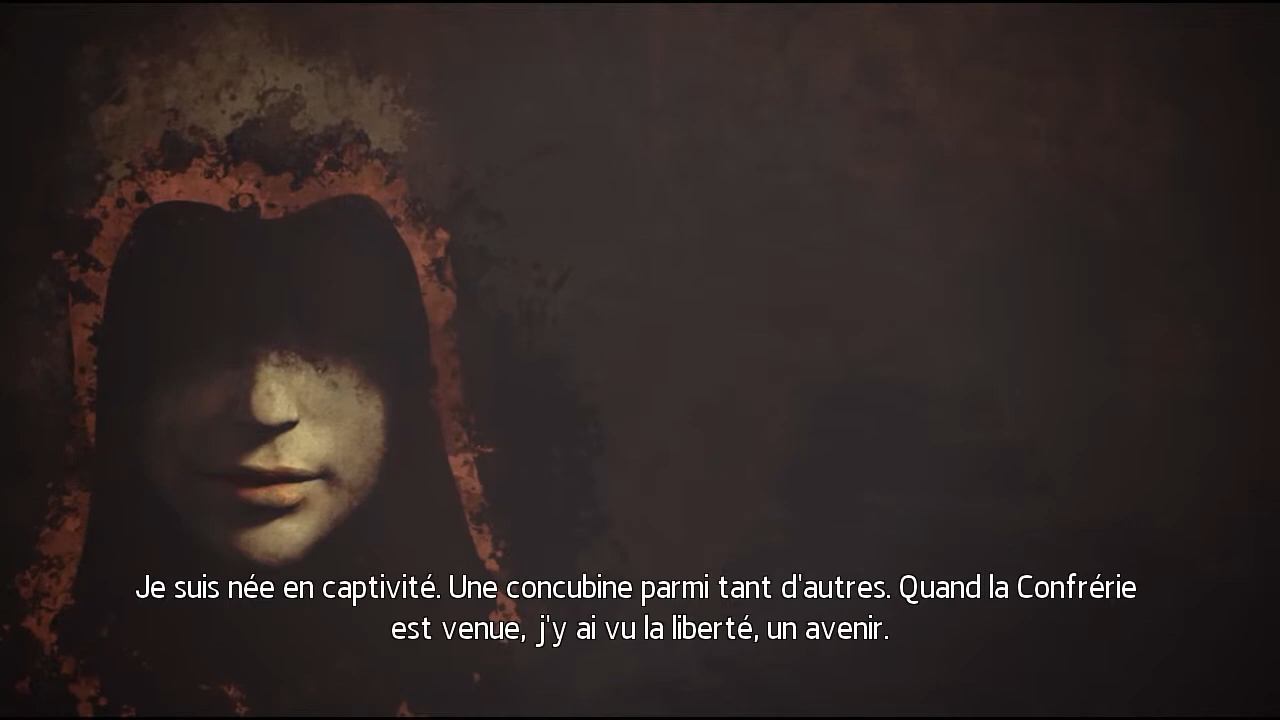 Je suis née en captivité. Une concubine parmi tant d'autres. Quand la Confrérie
est venue, j'y ai vu la liberté, un avenir.